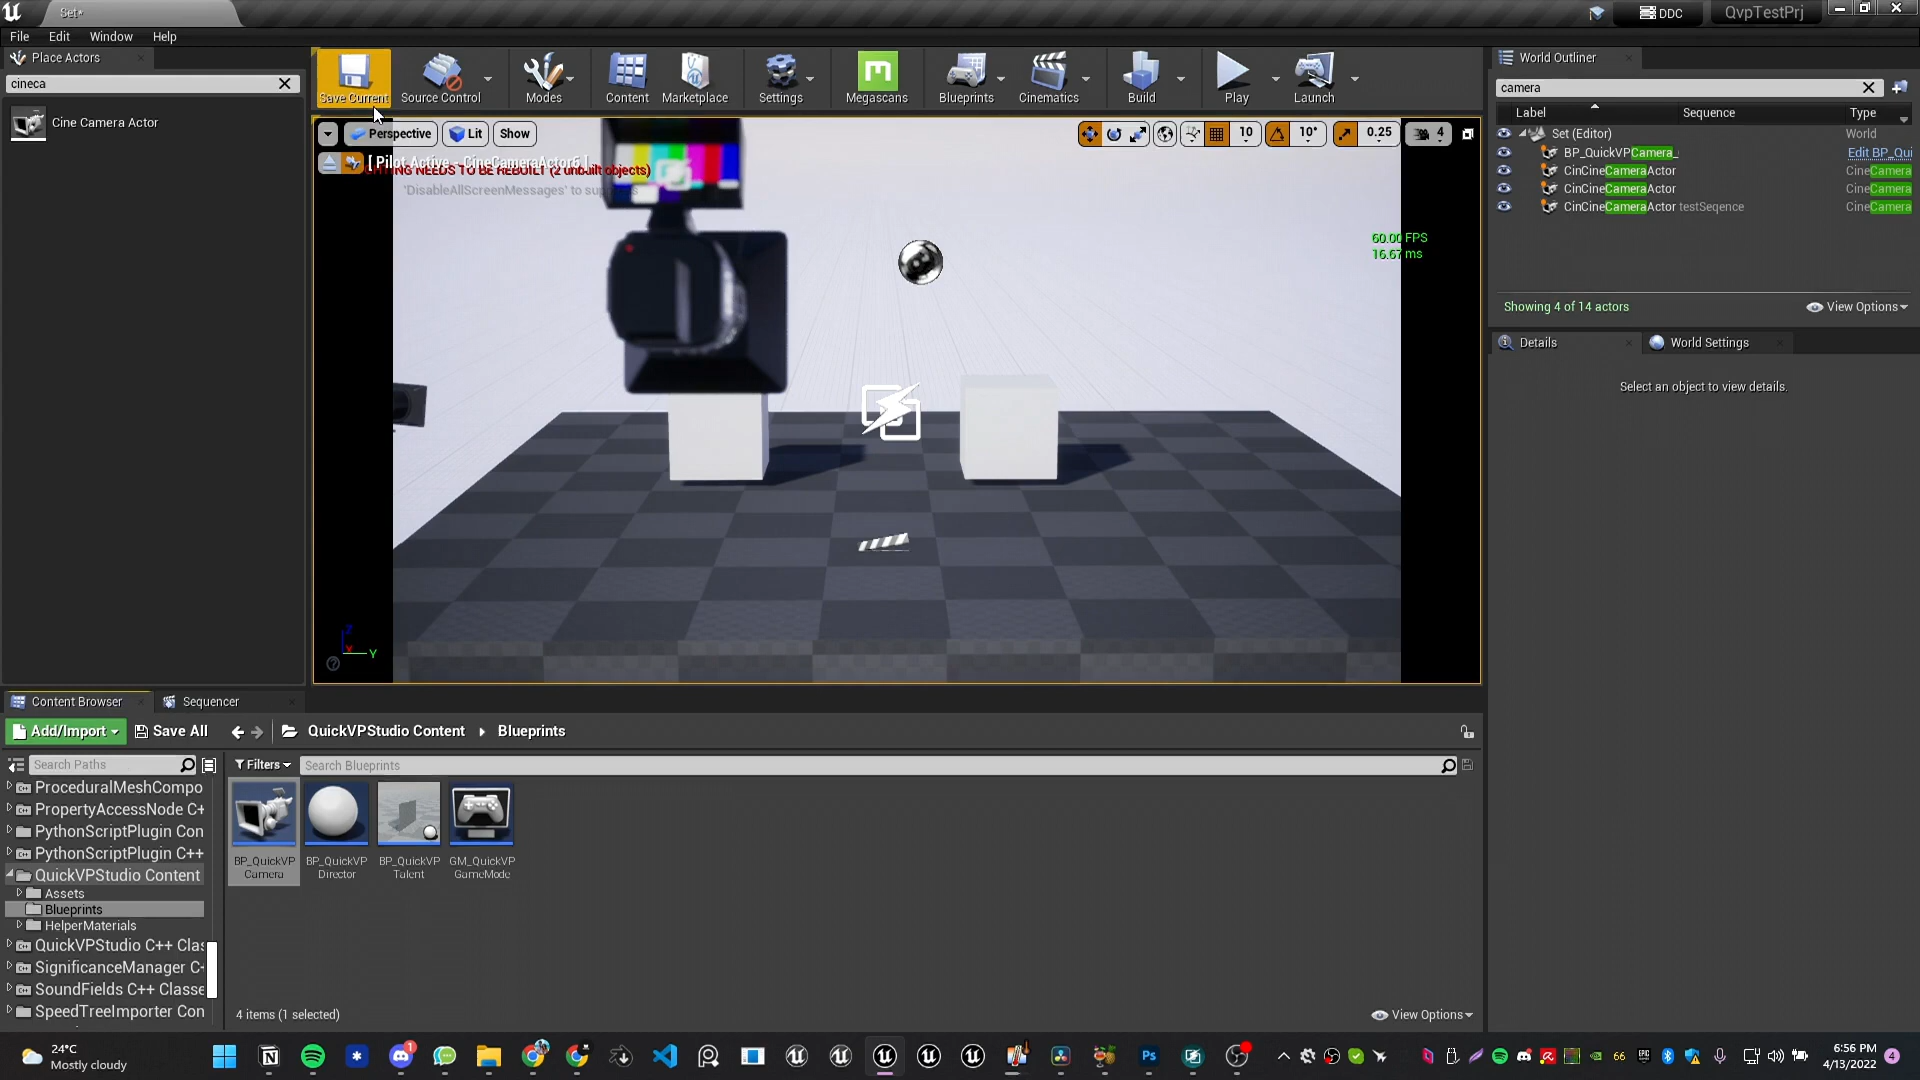 Set*
DDC
QvpTestPrj
File Edit Window Help
Place Actors
cineca
Cine Camera Actor
Save Current
Source Control
Modes
Content
Marketplace
Settings
Megascans
Blueprints
Cinematics
Build
Play
Launch
Perspective
Lit
Show
10
10°
0.25
4
[ Pilot Active - CineCameraActor6 ]
NEEDS TO BE REBUILT (2 unbuilt objects)
'DisableAllScreenMessages' to
60.00 FPS
16.67 ms
X
Y
Z
World Outliner
camera
Label Sequence Type
Set (Editor) World
BP_QuickVPCamera_ Edit BP_Qui
CinCineCameraActor CineCamera
CinCineCameraActor CineCamera
CinCineCameraActor testSeqence CineCamera
Showing 4 of 14 actors
View Options
Details
World Settings
Select an object to view details.
Content Browser
Sequencer
Add/Import
Save All
QuickVPStudio Content
Blueprints
Search Paths
Filters
Search Blueprints
ProceduralMeshCompo
PropertyAccessNode C+
PythonScriptPlugin Con
PythonScriptPlugin C++
QuickVPStudio Content
Assets
Blueprints
HelperMaterials
QuickVPStudio C++ Clas
SignificanceManager C+
SoundFields C++ Classe
SpeedTreeImporter Con
BP_QuickVP
Camera
BP_QuickVP
Director
BP_QuickVP
Talent
GM_QuickVP
GameMode
4 items (1 selected)
View Options
24°C
Mostly cloudy
1
Ps
66
6:56 PM
4/13/2022
4